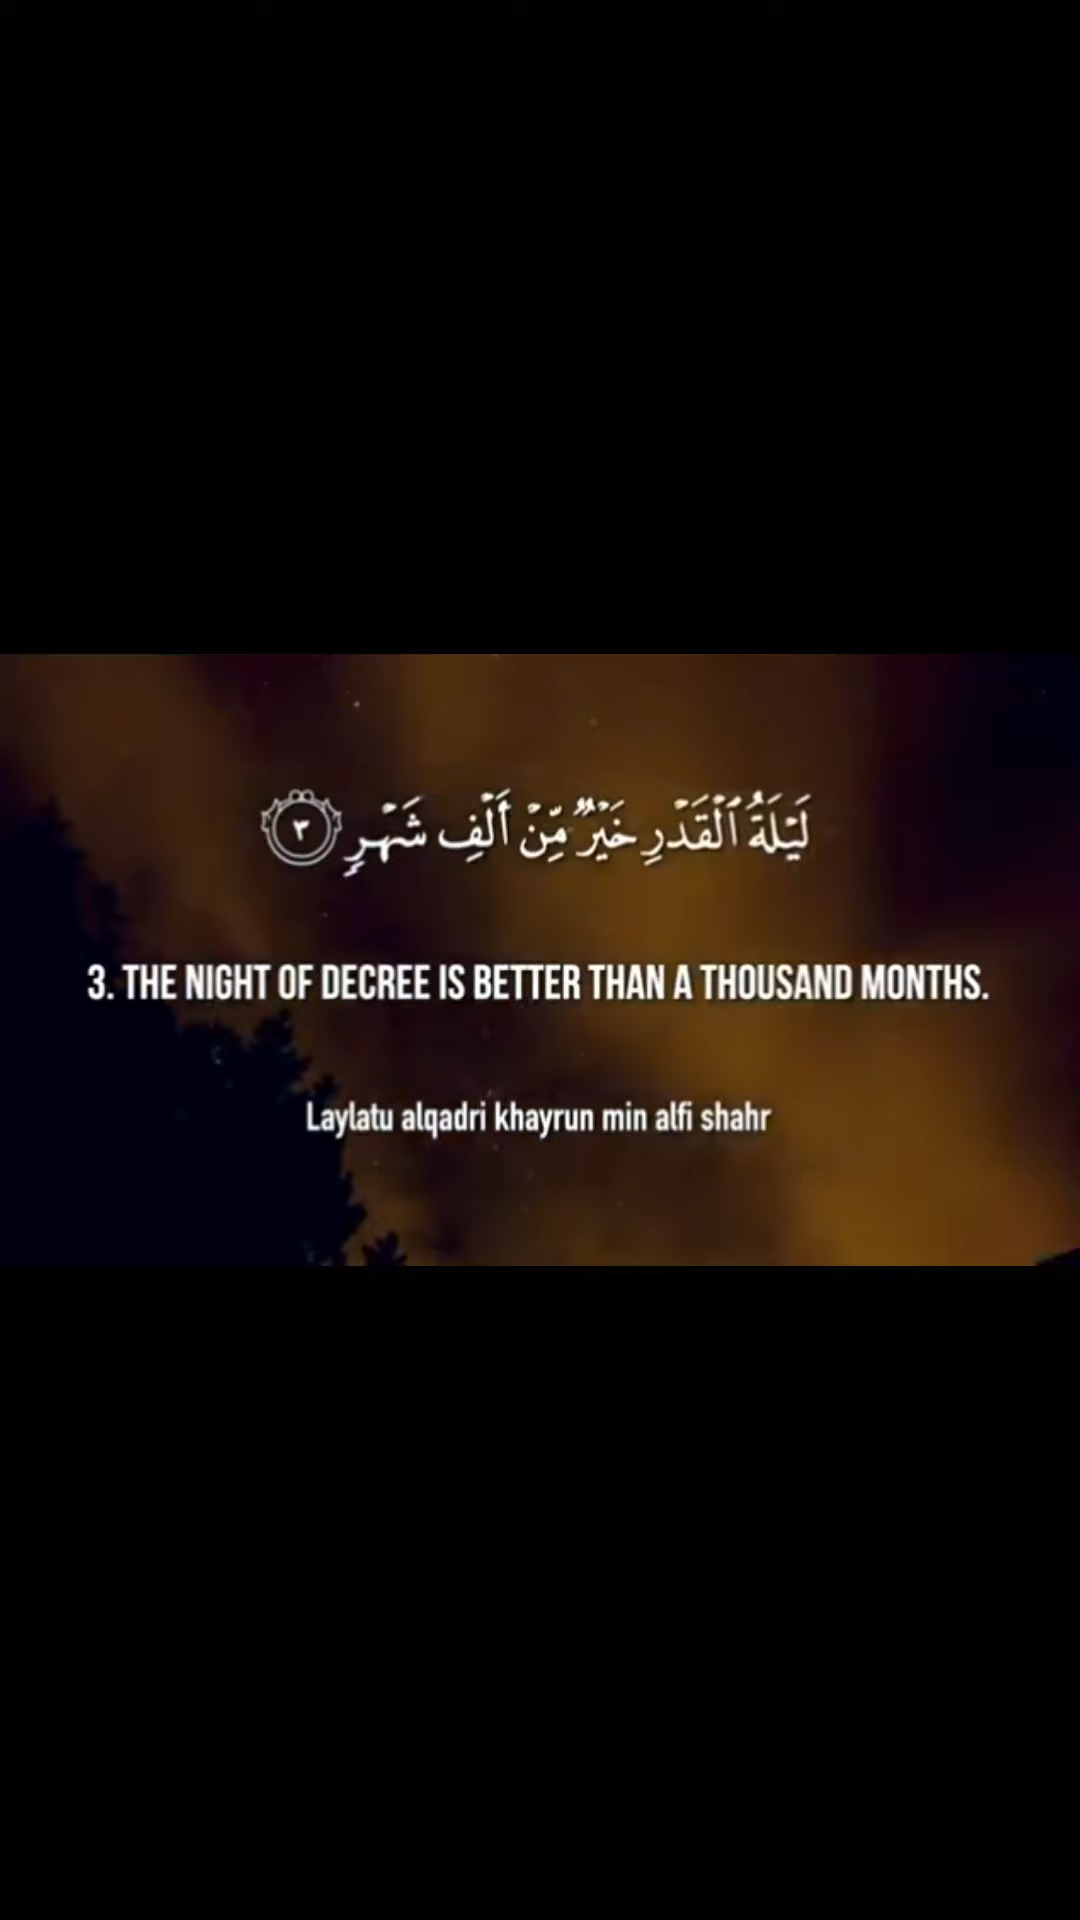 لَيْلَةُ ٱلْقَدْرِ خَيْرٌ مِّنْ أَلْفِ شَهْرٍ ٣
3. THE NIGHT OF DECREE IS BETTER THAN A THOUSAND MONTHS.
Laylatu alqadri khayrun min alfi shahr